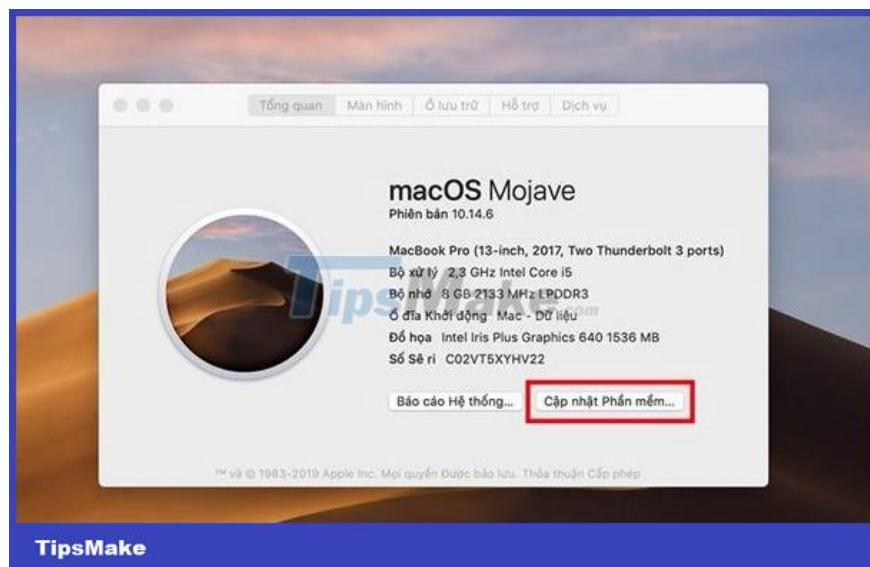 Tổng quan Màn hình Ổ lưu trữ Hỗ trợ Dịch vụ
macOS Mojave
Phiên bản 10.14.6
MacBook Pro (13-inch, 2017, Two Thunderbolt 3 ports)
Bộ xử lý 2,3 GHz Intel Core i5
Bộ nhớ 8 GB 2133 MHz LPDDR3
Ổ đĩa Khởi động Mac - Dữ liệu
Đồ họa Intel Iris Plus Graphics 640 1536 MB
Số Sê ri C02VT5XYHV22
TipsMake.com
Báo cáo Hệ thống... Cập nhật Phần mềm...
™ và © 1983-2019 Apple Inc. Mọi quyền Được bảo lưu. Thỏa thuận Cấp phép
TipsMake